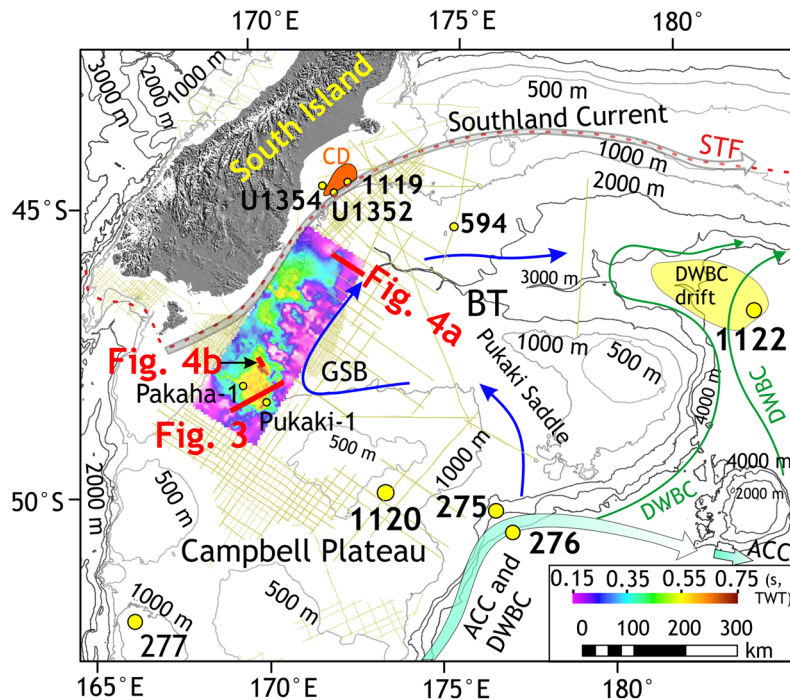 170 °E
175 °E
180 °
3000 m
2000 m
1000 m
South Island
500 m
Southland Current
STF
1000 m
2000 m
CD
1119
U1354
U1352
45°S
594
3000 m
DWBC
drift
BT
1122
Fig. 4a
Fig. 4b
GSB
Pakaha-1
Pukaki-1
Fig. 3
Pukaki Saddle
1000 m
500 m
4000 m
DWBC
500 m
1000 m
4000 m
2000 m
2000 m
500 m
50°S
1120
275
276
DWBC
ACC
Campbell Plateau
ACC and
DWBC
500 m
1000 m
277
0.15 0.35 0.55 0.75 (s,
TWT)
0 100 200 300
km
165 °E
170 °E
175 °E
180 °